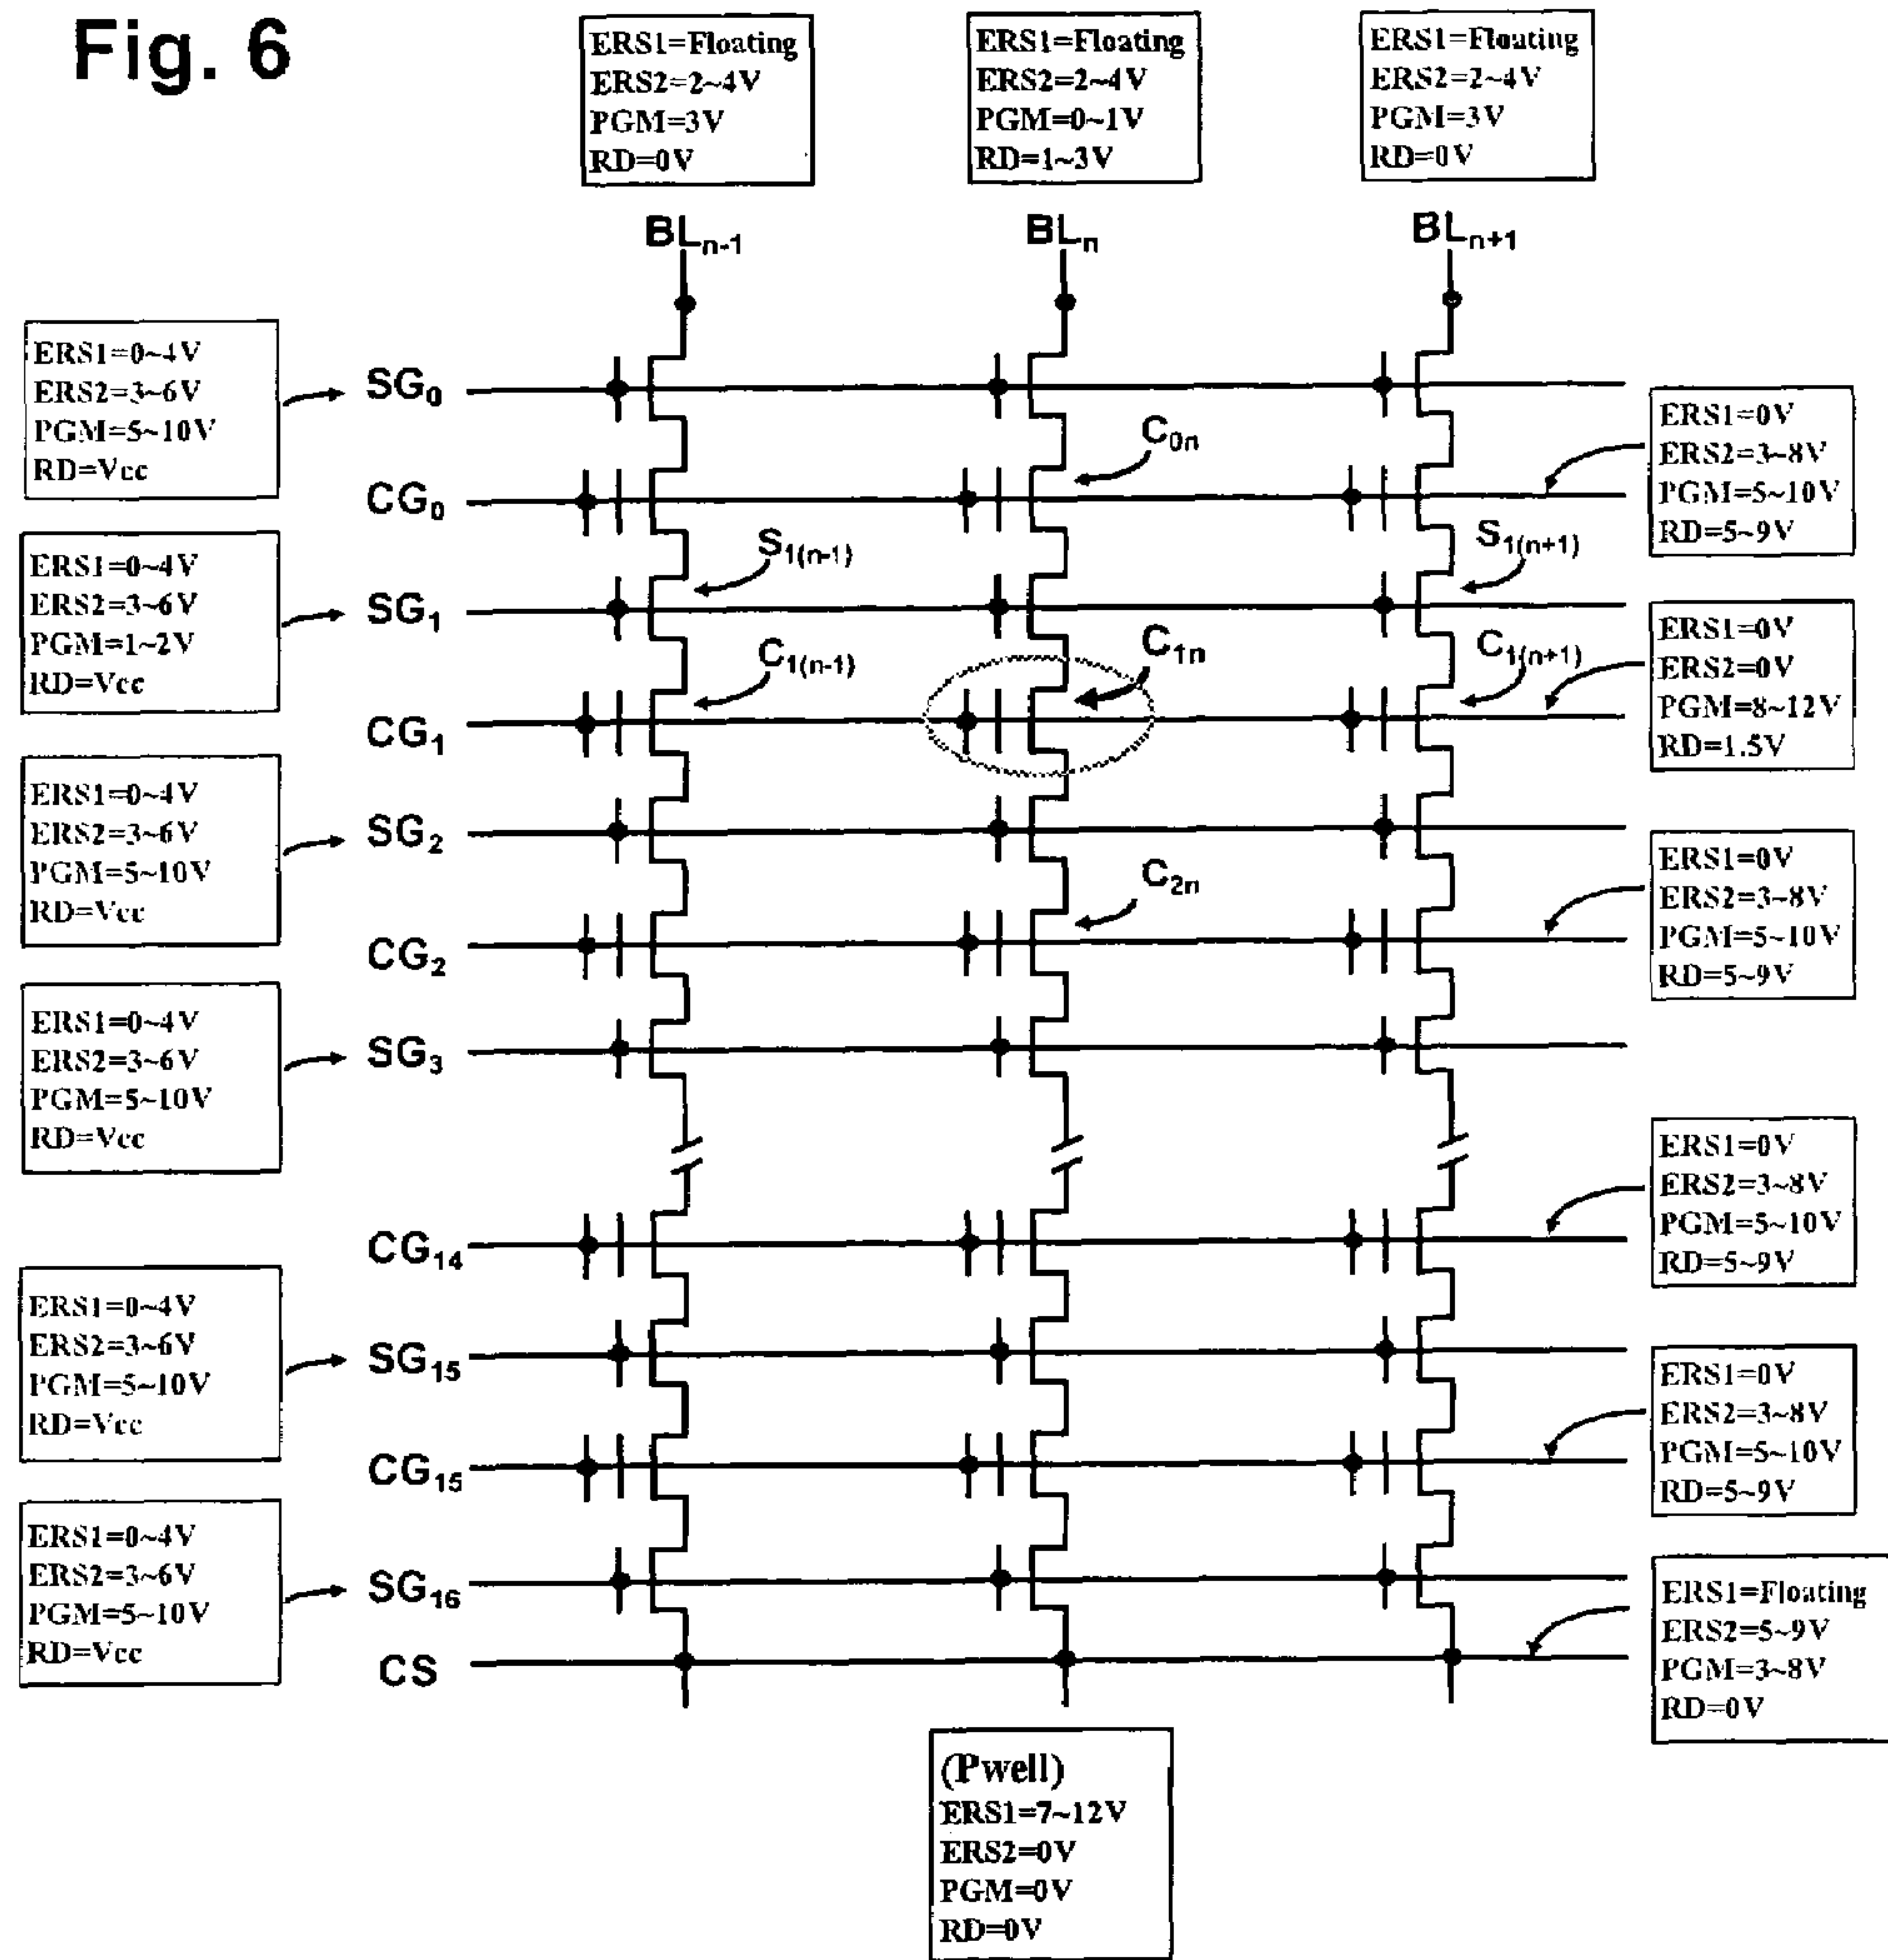 Fig. 6
ERS1=Floating
ERS2=2~4V
PGM=3V
RD=0V
ERS1=Floating
ERS2=2~4V
PGM=0~1V
RD=1~3V
ERS1=Floating
ERS2=2~4V
PGM=3V
RD=0V
BLn-1
BLn
BLn+1
ERS1=0~4V
ERS2=3~6V
PGM=5~10V
RD=Vcc
SG0
ERS1=0V
ERS2=3~8V
PGM=5~10V
RD=5~9V
C0n
CG0
ERS1=0~4V
ERS2=3~6V
PGM=1~2V
RD=Vcc
S1(n-1)
S1(n+1)
SG1
ERS1=0V
ERS2=0V
PGM=8~12V
RD=1.5V
C1(n-1)
C1n
C1(n+1)
CG1
ERS1=0~4V
ERS2=3~6V
PGM=5~10V
RD=Vcc
SG2
ERS1=0V
ERS2=3~8V
PGM=5~10V
RD=5~9V
C2n
CG2
ERS1=0~4V
ERS2=3~6V
PGM=5~10V
RD=Vcc
SG3
ERS1=0V
ERS2=3~8V
PGM=5~10V
RD=5~9V
CG14
ERS1=0~4V
ERS2=3~6V
PGM=5~10V
RD=Vcc
SG15
ERS1=0V
ERS2=3~8V
PGM=5~10V
RD=5~9V
CG15
ERS1=0~4V
ERS2=3~6V
PGM=5~10V
RD=Vcc
SG16
ERS1=Floating
ERS2=5~9V
PGM=3~8V
RD=0V
CS
(Pwell)
ERS1=7~12V
ERS2=0V
PGM=0V
RD=0V